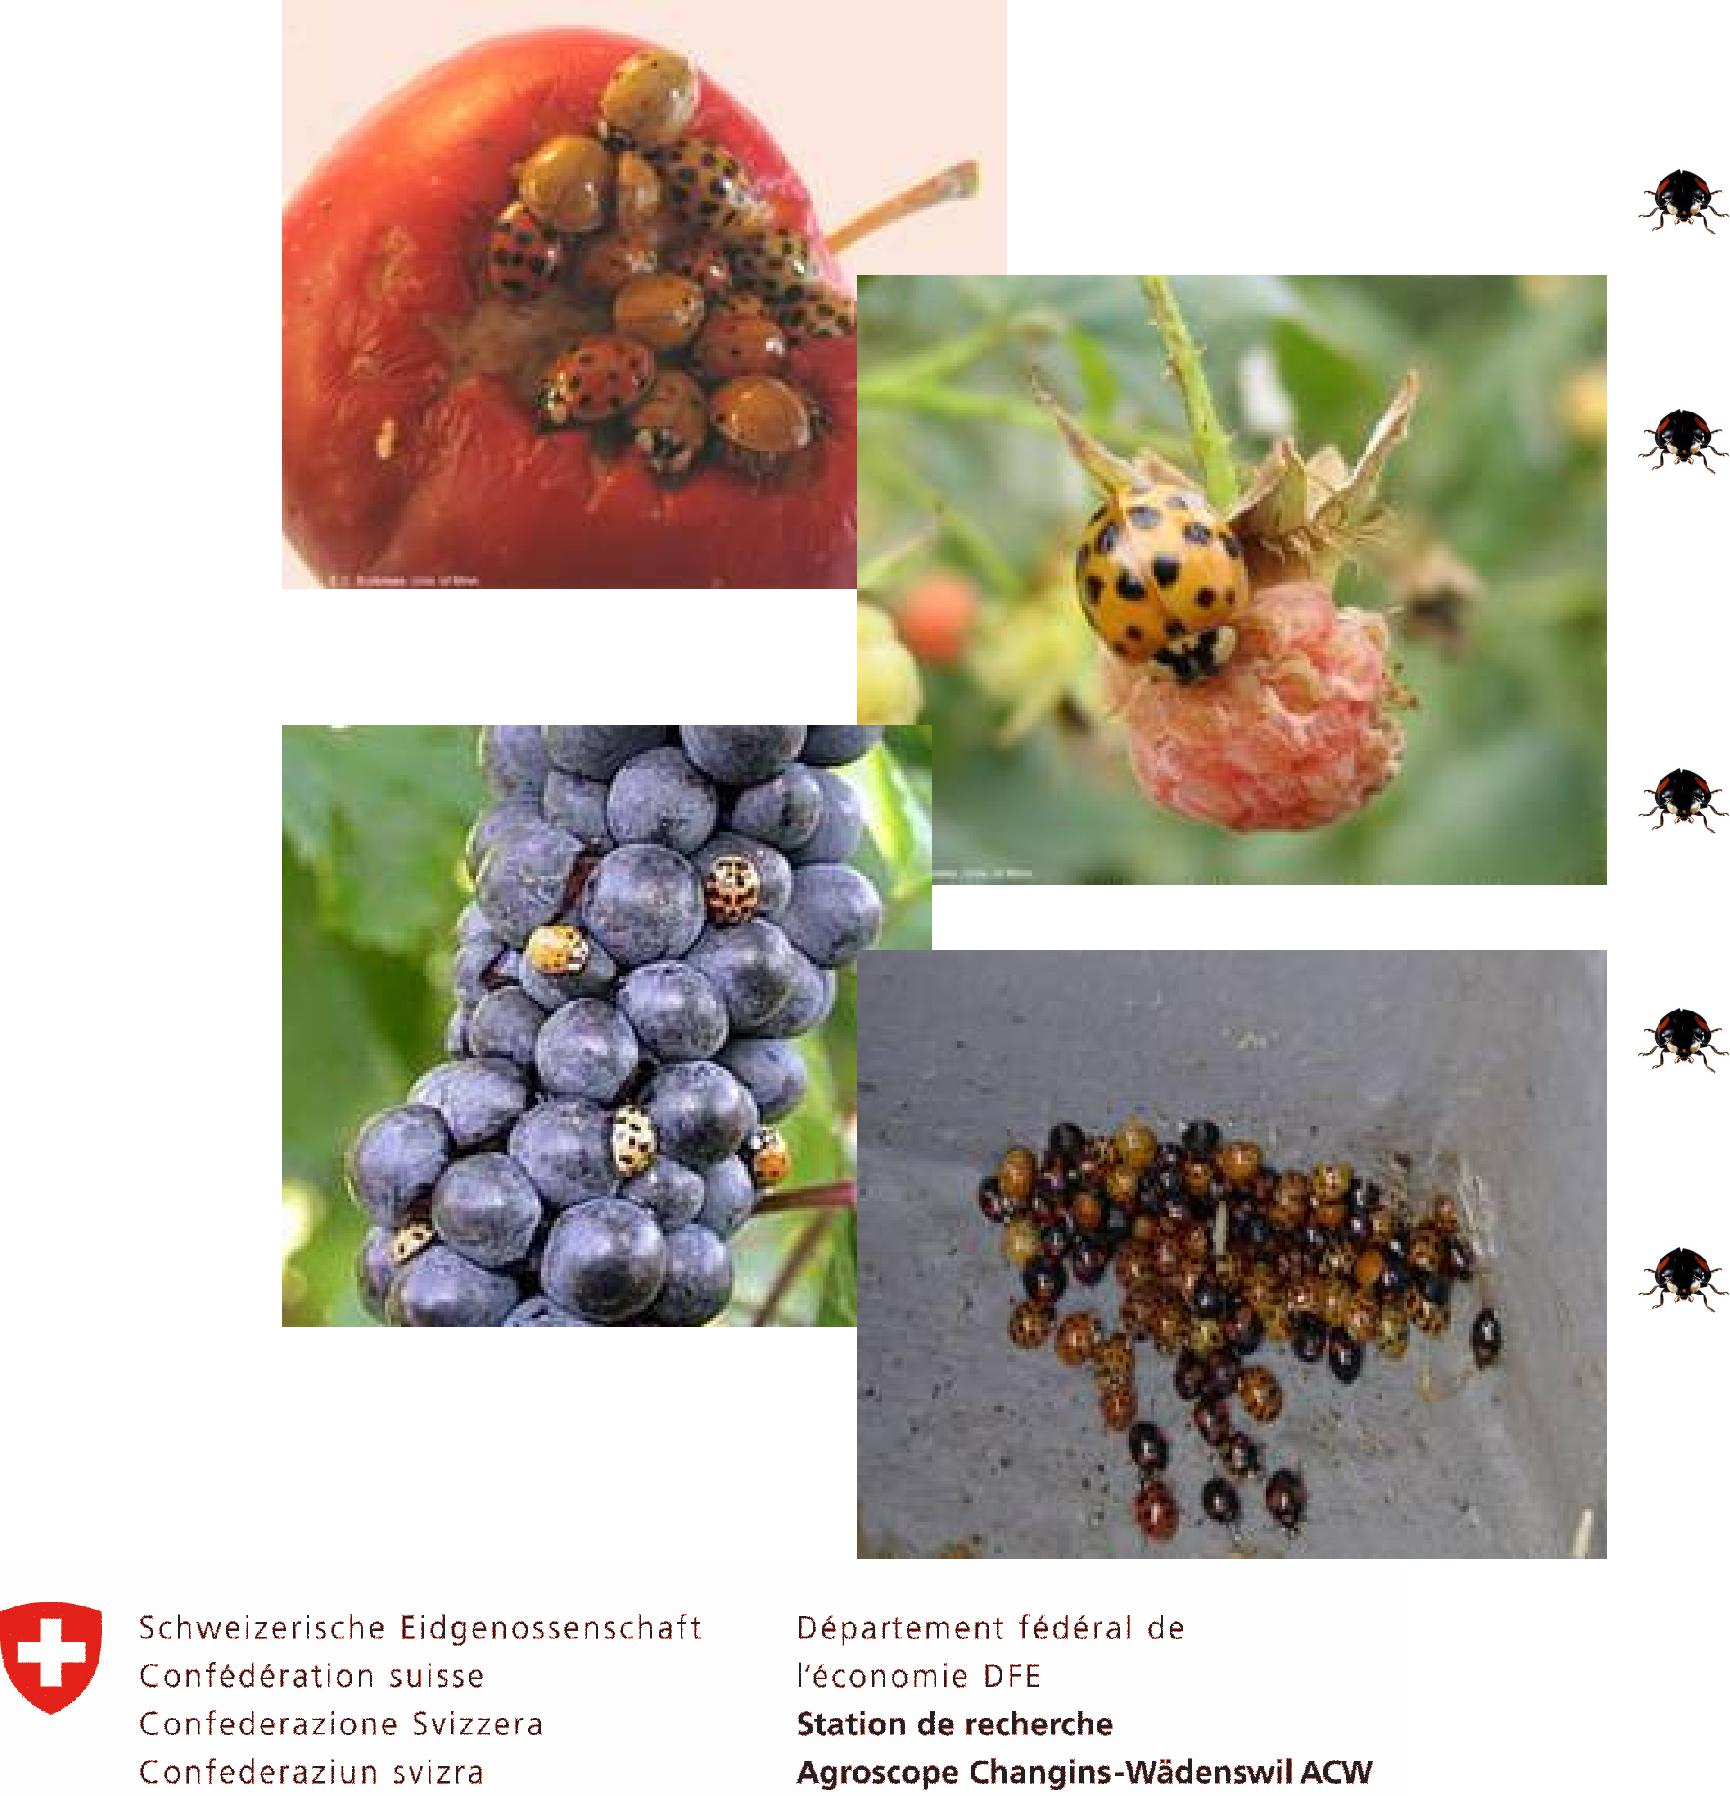 Schweizerische Eidgenossenschaft
Confédération suisse
Confederazione Svizzera
Confederaziun svizra
Département fédéral de
l'économie DFE
Station de recherche
Agroscope Changins-Wädenswil ACW